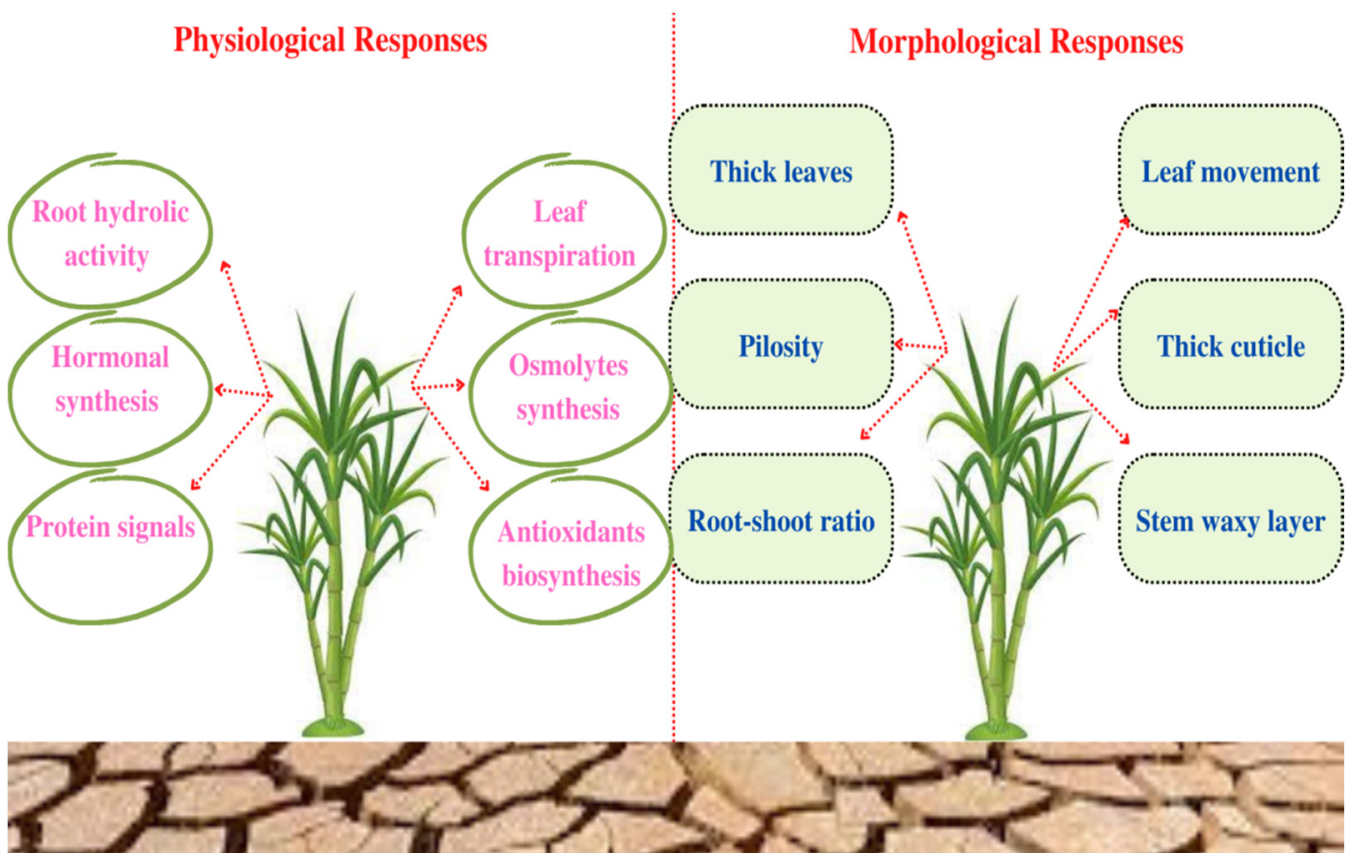 Physiological Responses
Root hydrolic
activity
Hormonal
synthesis
Protein signals
Leaf
transpiration
Osmolytes
synthesis
Antioxidants
biosynthesis
Morphological Responses
Thick leaves
Pilosity
Root-shoot ratio
Leaf movement
Thick cuticle
Stem waxy layer